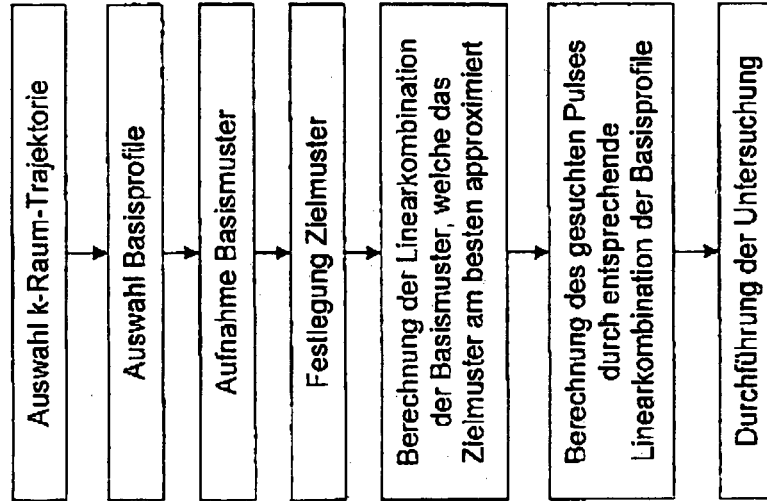 Auswahl k-Raum-Trajektorie
Auswahl Basisprofile
Aufnahme Basismuster
Festlegung Zielmuster
Berechnung der Linearkombination
der Basismuster, welche das
Zielmuster am besten approximiert
Berechnung des gesuchten Pulses
durch entsprechende
Linearkombination der Basisprofile
Durchführung der Untersuchung